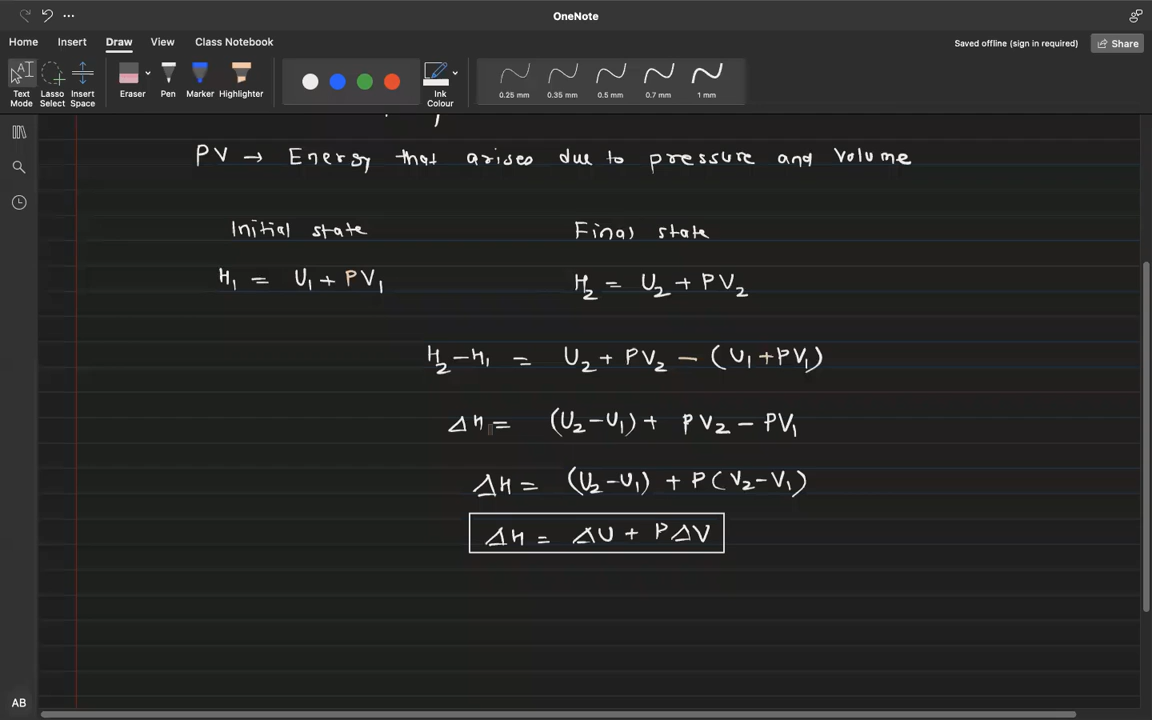 OneNote
Home Insert Draw View Class Notebook
Saved offline (sign in required) Share
Text Mode
Lasso Select
Insert Space
Eraser
Pen
Marker
Highlighter
Ink Colour
0.25 mm 0.35 mm 0.5 mm 0.7 mm 1 mm
PV → Energy that arises due to pressure and volume
Initial state Final state
H₁ = U₁ + PV₁ H₂ = U₂ + PV₂
H₂ – H₁ = U₂ + PV₂ – (U₁ + PV₁)
ΔH = (U₂ – U₁) + PV₂ – PV₁
ΔH = (U₂ – U₁) + P(V₂ – V₁)
ΔH = ΔU + PΔV
AB